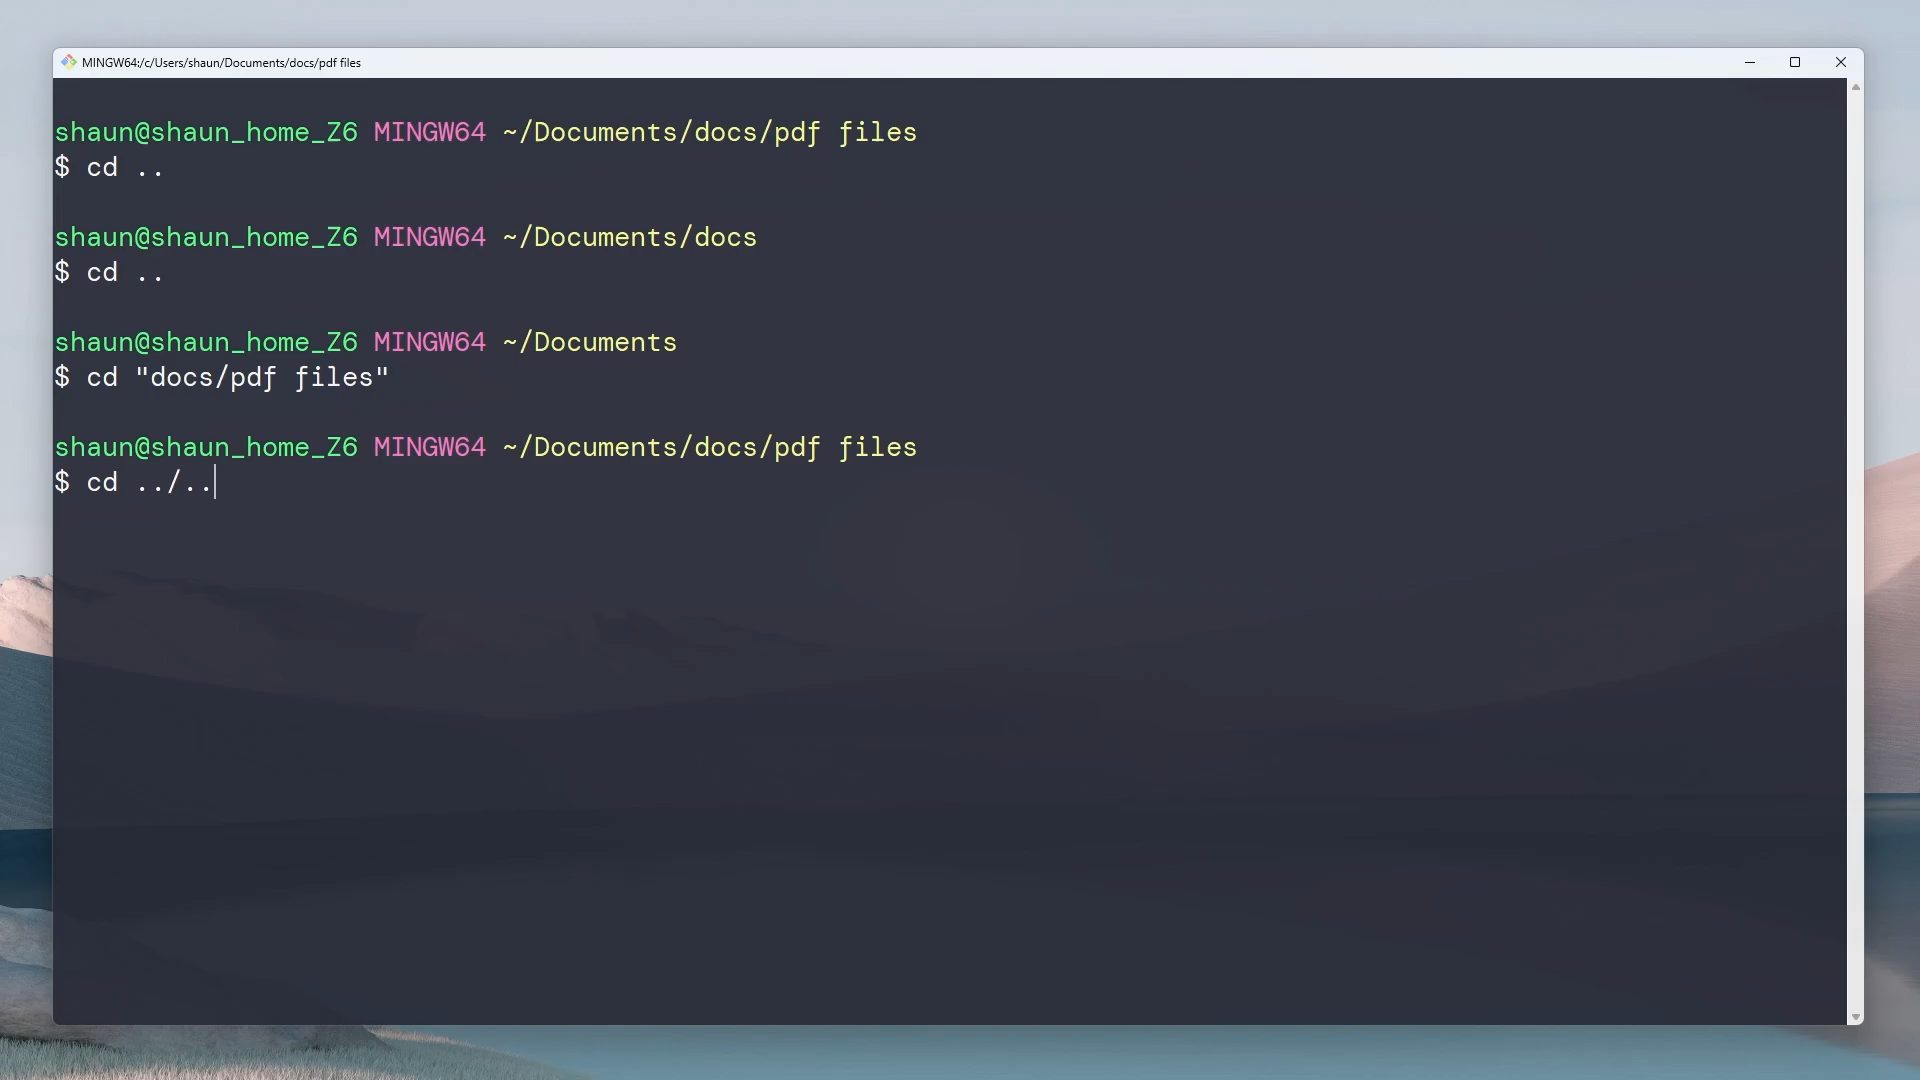 MINGW64:/c/Users/shaun/Documents/docs/pdf files
shaun@shaun_home_Z6 MINGW64 ~/Documents/docs/pdf files
$ cd ..
shaun@shaun_home_Z6 MINGW64 ~/Documents/docs
$ cd ..
shaun@shaun_home_Z6 MINGW64 ~/Documents
$ cd "docs/pdf files"
shaun@shaun_home_Z6 MINGW64 ~/Documents/docs/pdf files
$ cd ../..